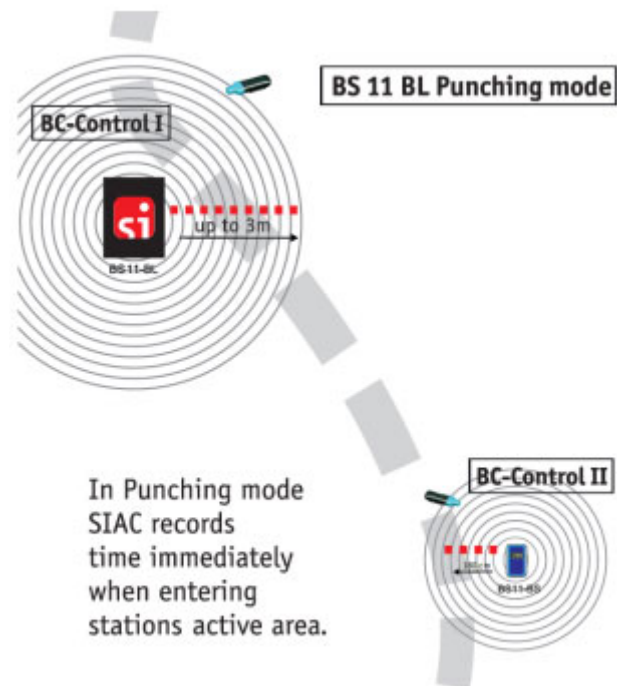 BS 11 BL Punching mode
BC-Control I
si
up to 3m
BS11-BL
BC-Control II
BS11-BS
In Punching mode
SIAC records
time immediately
when entering
stations active area.